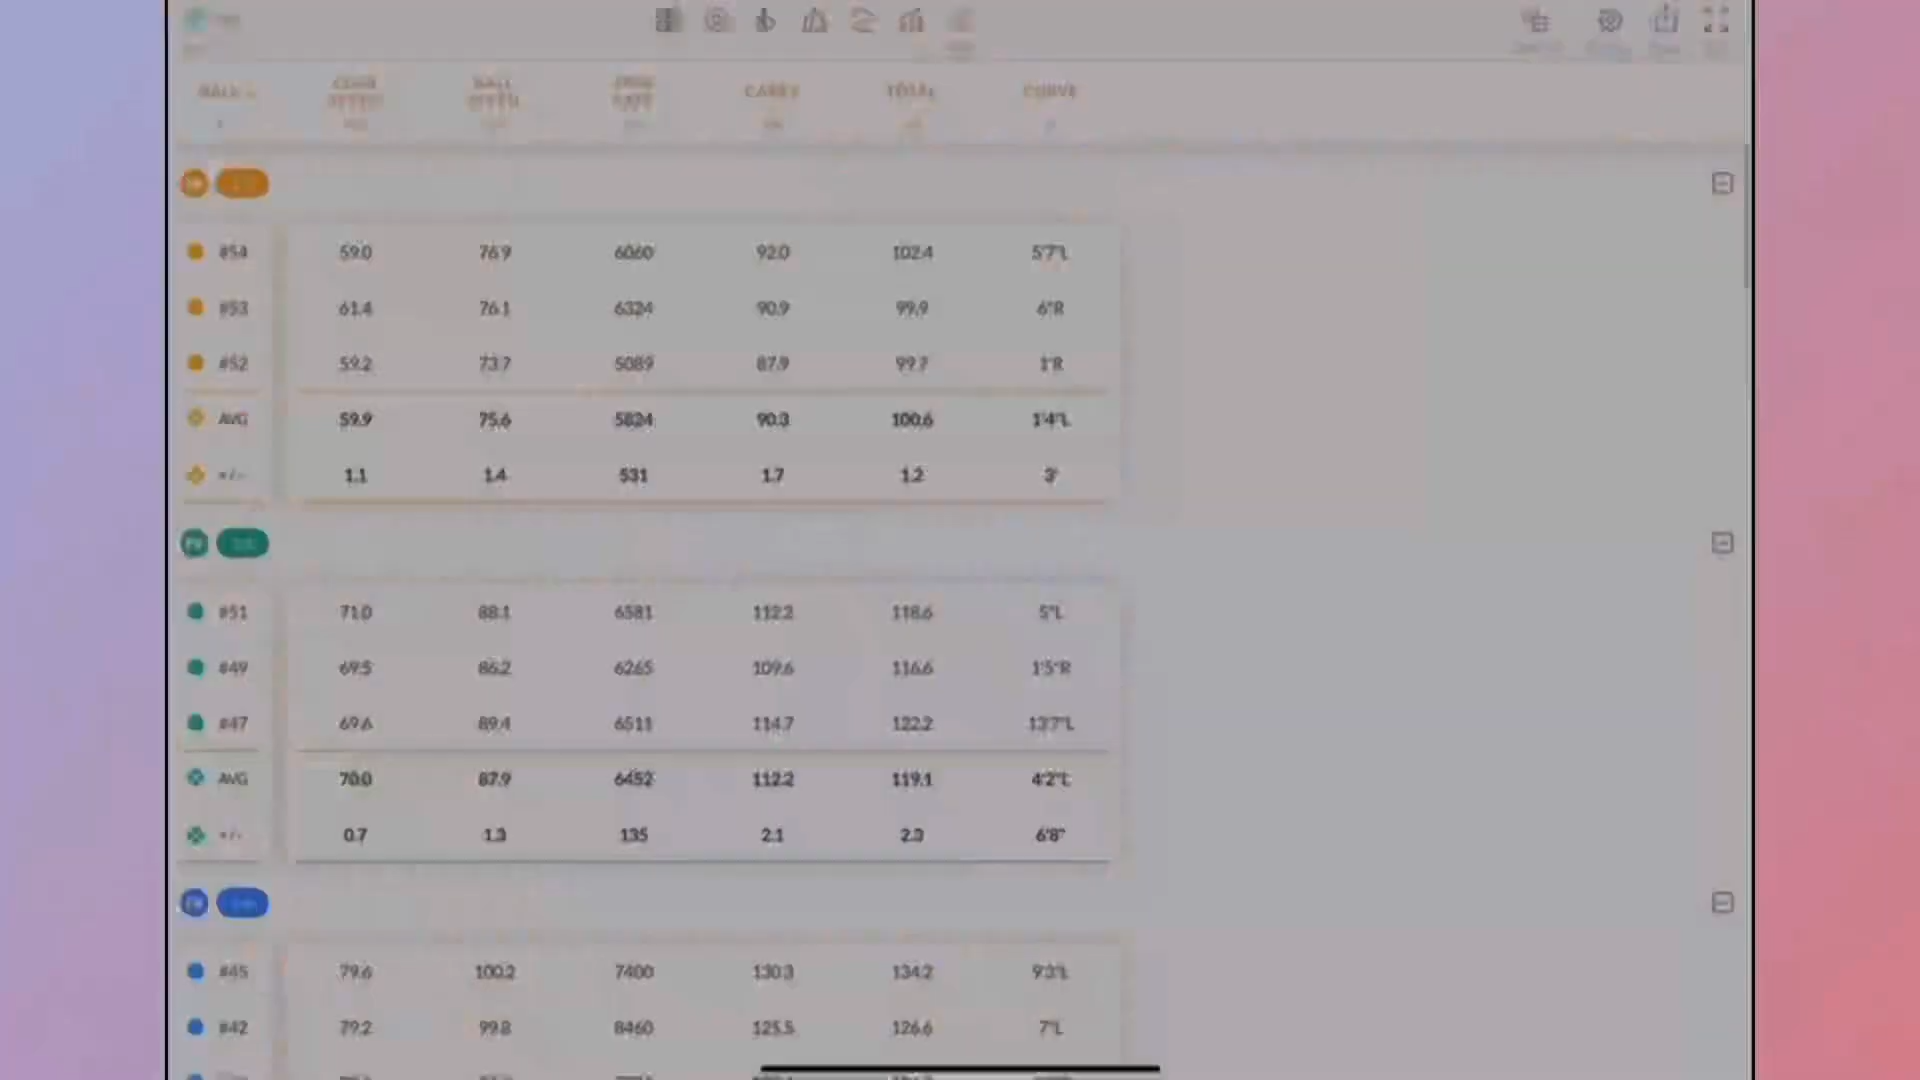 BALL
CLUB SPEED
BALL SPEED
SPIN RATE
CARRY
TOTAL
CURVE
#54 59.0 76.9 6060 92.0 102.4 5'7"L
#53 61.4 76.1 6324 90.9 99.9 6"R
#52 59.2 73.7 5089 87.9 99.7 1'R
AVG 59.9 75.6 5824 90.3 100.6 1'4"L
+/- 1.1 1.4 531 1.7 1.2 3'
#51 71.0 88.1 6581 112.2 118.6 5"L
#49 69.5 86.2 6265 109.6 116.6 1'5"R
#47 69.6 89.4 6511 114.7 122.2 13'7"L
AVG 70.0 87.9 6452 112.2 119.1 4'2"L
+/- 0.7 1.3 135 2.1 2.3 6'8"
#45 79.6 100.2 7400 130.3 134.2 9'3"L
#42 79.2 99.8 8460 125.5 126.6 7"L